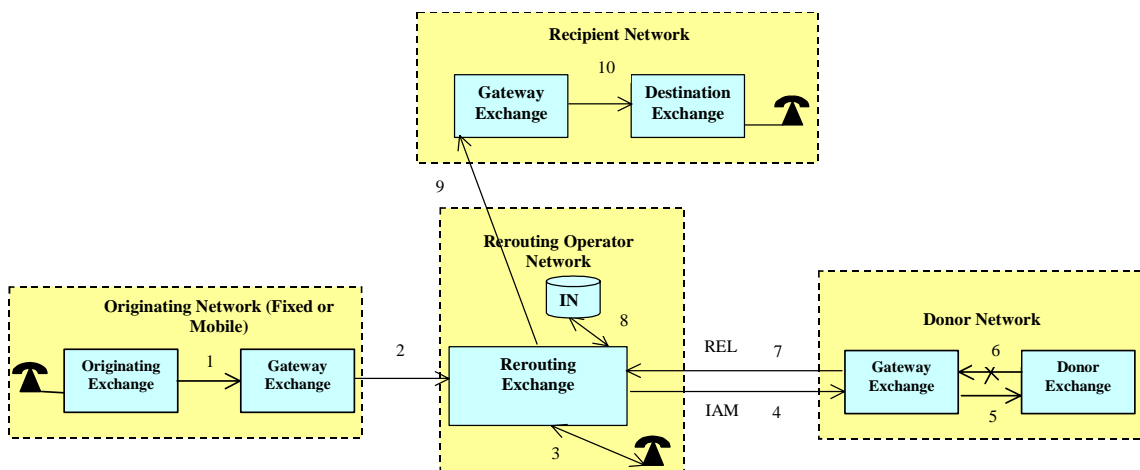 Recipient Network
10
Gateway
Exchange
Destination
Exchange
9
Rerouting Operator
Network
IN
8
Originating Network (Fixed or
Mobile)
1
Originating
Exchange
Gateway
Exchange
2
Rerouting
Exchange
3
REL
7
IAM
4
Donor Network
Gateway
Exchange
6
5
Donor
Exchange